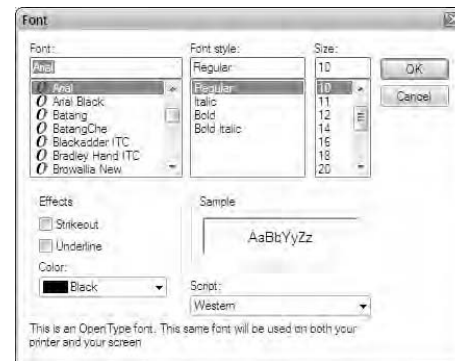 Font
Font:
Arial
Arial
Arial Black
Batang
BatangChe
Blackadder ITC
Bradley Hand ITC
Browallia New
Font style:
Regular
Regular
Italic
Bold
Bold Italic
Size:
10
10
11
12
14
16
18
20
OK
Cancel
Effects
Strikeout
Underline
Color:
Black
Sample
AaBbYyZz
Script:
Western
This is an OpenType font. This same font will be used on both your
printer and your screen